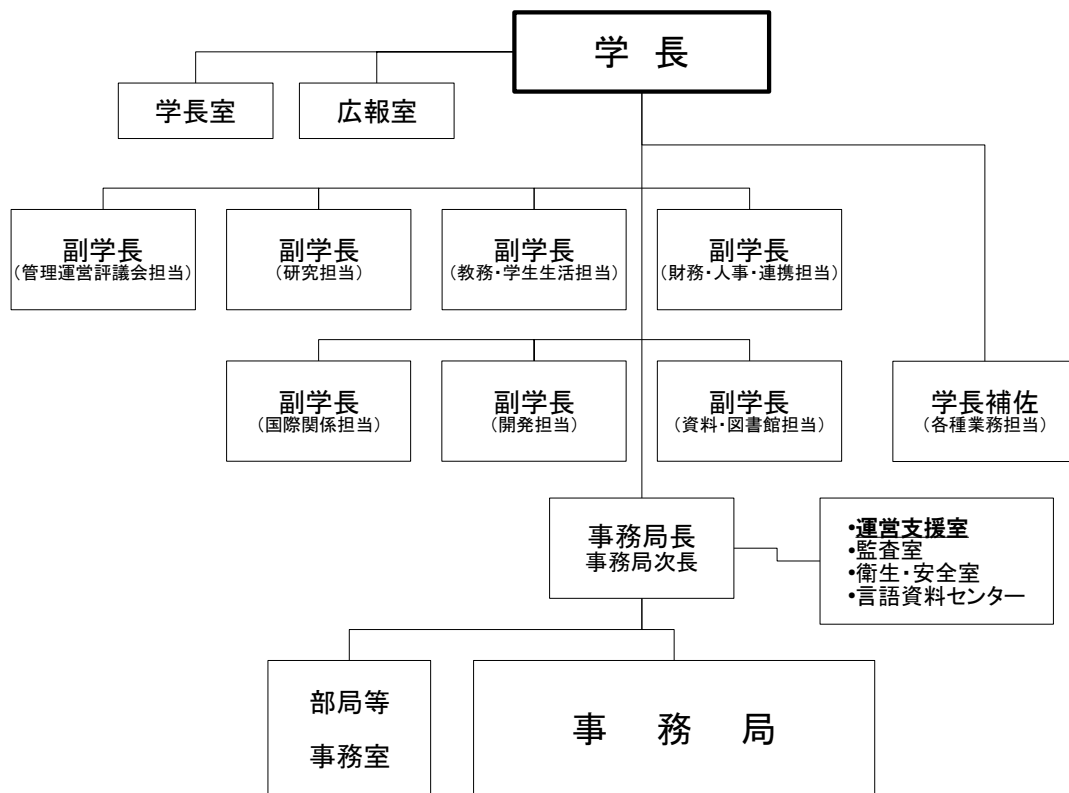 学 長
学長室
広報室
副学長
(管理運営評議会担当)
副学長
(研究担当)
副学長
(教務・学生生活担当)
副学長
(財務・人事・連携担当)
副学長
(国際関係担当)
副学長
(開発担当)
副学長
(資料・図書館担当)
学長補佐
(各種業務担当)
事務局長
事務局次長
•運営支援室
•監査室
•衛生・安全室
•言語資料センター
部局等
事務室
事 務 局